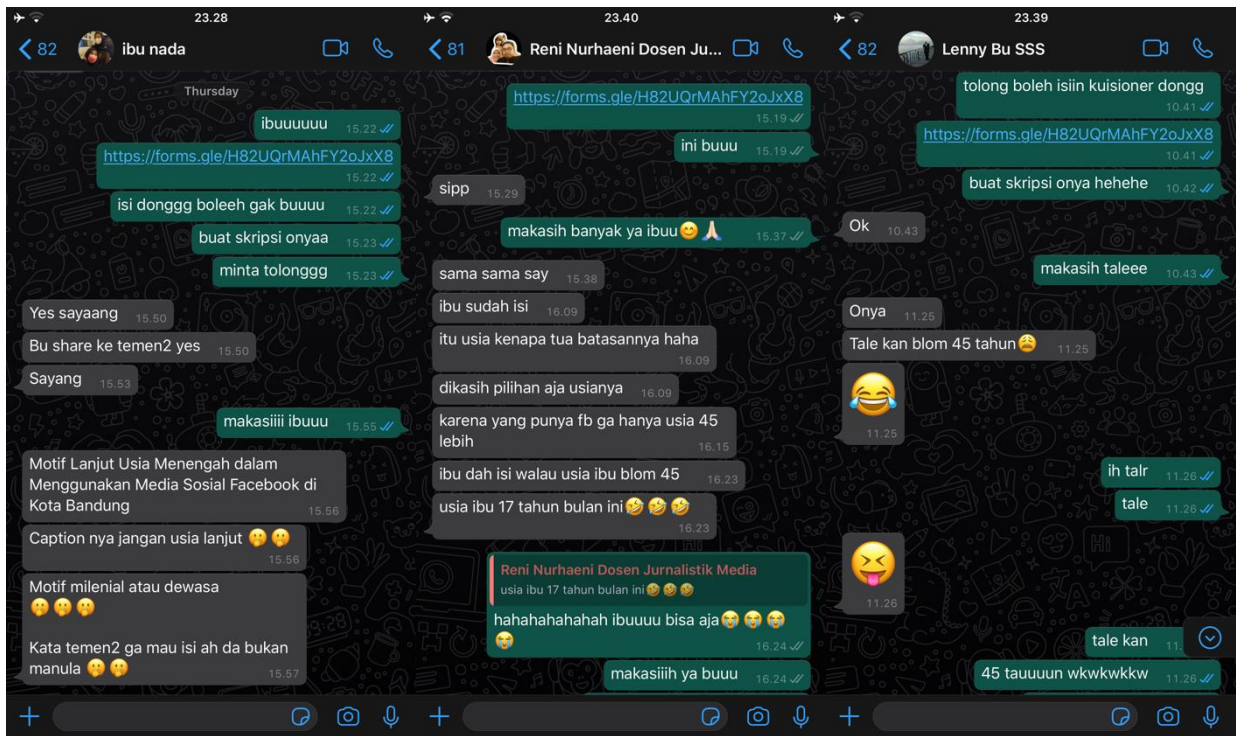 23.28
82
ibu nada
Thursday
ibuuuuuu 15.22
https://forms.gle/H82UQrMAhFY2oJxX8
15.22
isi donggg boleeh gak buuuu 15.22
buat skripsi onyaa 15.23
minta tolonggg 15.23
Yes sayaang 15.50
Bu share ke temen2 yes 15.50
Sayang 15.53
makasiiii ibuuu 15.55
Motif Lanjut Usia Menengah dalam
Menggunakan Media Sosial Facebook di
Kota Bandung 15.56
Caption nya jangan usia lanjut 🤭 🤭
15.56
Motif milenial atau dewasa
🤭 🤭 🤭
Kata temen2 ga mau isi ah da bukan
manula 🤭 🤭 15.57
23.40
81
Reni Nurhaeni Dosen Ju...
https://forms.gle/H82UQrMAhFY2oJxX8
15.19
ini buuu 15.19
sipp 15.29
makasih banyak ya ibuu😊🙏🏻 15.37
sama sama say 15.38
ibu sudah isi 16.09
itu usia kenapa tua batasannya haha
16.09
dikasih pilihan aja usianya 16.09
karena yang punya fb ga hanya usia 45
lebih 16.15
ibu dah isi walau usia ibu blom 45 16.23
usia ibu 17 tahun bulan ini🤣 🤣 🤣
16.23
Reni Nurhaeni Dosen Jurnalistik Media
usia ibu 17 tahun bulan ini🤣 🤣 🤣
hahahahahahah ibuuuu bisa aja😭 😭 😭
😭 16.24
makasiiih ya buuu 16.24
23.39
82
Lenny Bu SSS
tolong boleh isiin kuisioner dongg
10.41
https://forms.gle/H82UQrMAhFY2oJxX8
10.41
buat skripsi onya hehehe 10.42
Ok 10.43
makasih taleee 10.43
Onya 11.25
Tale kan blom 45 tahun😩 11.25
😂
11.25
ih talr 11.26
tale 11.26
😝
11.26
tale kan 11.
45 tauuuun wkwkwkkw 11.26